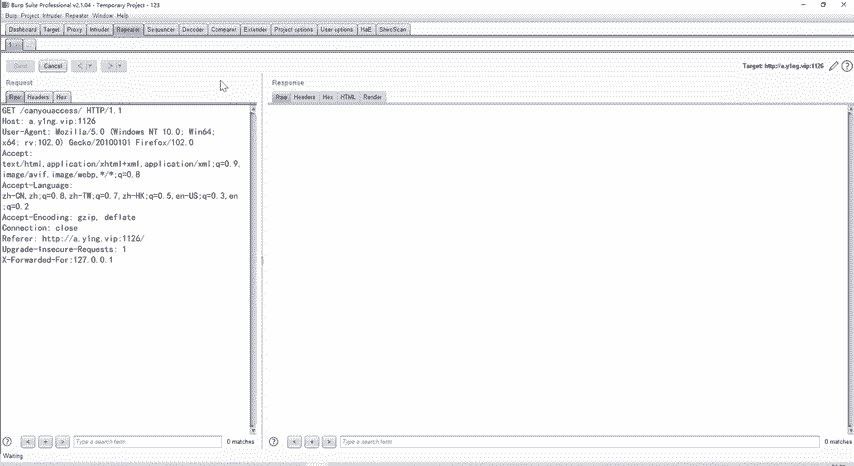 Burp Suite Professional v2.1.04 - Temporary Project - 123
Burp Project Intruder Repeater Window Help
Dashboard Target Proxy Intruder Repeater Sequencer Decoder Comparer Extender Project options User options HaE ShiroScan
1 × ...
Send Cancel < > Target: http://a.y1ng.vip:1126 ?
Request Response
Raw Headers Hex Raw Headers Hex HTML Render
GET /canyouaccess/ HTTP/1.1
Host: a.y1ng.vip:1126
User-Agent: Mozilla/5.0 (Windows NT 10.0; Win64;
x64; rv:102.0) Gecko/20100101 Firefox/102.0
Accept:
text/html,application/xhtml+xml,application/xml;q=0.9,
image/avif,image/webp,*/*;q=0.8
Accept-Language:
zh-CN,zh;q=0.8,zh-TW;q=0.7,zh-HK;q=0.5,en-US;q=0.3,en
;q=0.2
Accept-Encoding: gzip, deflate
Connection: close
Referer: http://a.y1ng.vip:1126/
Upgrade-Insecure-Requests: 1
X-Forwarded-For:127.0.0.1
? < + > Type a search term 0 matches ? < + > Type a search term 0 matches
Waiting